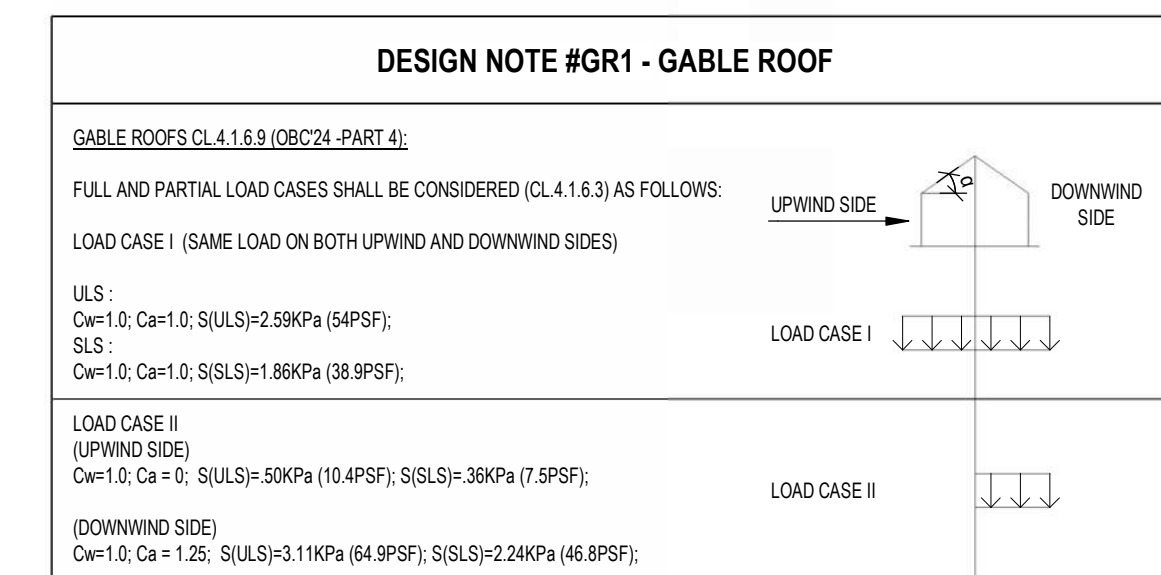 DESIGN NOTE #GR1 - GABLE ROOF
GABLE ROOFS CL.4.1.6.9 (OBC'24 -PART 4):
FULL AND PARTIAL LOAD CASES SHALL BE CONSIDERED (CL.4.1.6.3) AS FOLLOWS:
LOAD CASE I (SAME LOAD ON BOTH UPWIND AND DOWNWIND SIDES)
ULS :
Cw=1.0; Ca=1.0; S(ULS)=2.59KPa (54PSF);
SLS :
Cw=1.0; Ca=1.0; S(SLS)=1.86KPa (38.9PSF);
UPWIND SIDE
α
DOWNWIND
SIDE
LOAD CASE I
LOAD CASE II
(UPWIND SIDE)
Cw=1.0; Ca = 0; S(ULS)=.50KPa (10.4PSF); S(SLS)=.36KPa (7.5PSF);
(DOWNWIND SIDE)
Cw=1.0; Ca = 1.25; S(ULS)=3.11KPa (64.9PSF); S(SLS)=2.24KPa (46.8PSF);
LOAD CASE II